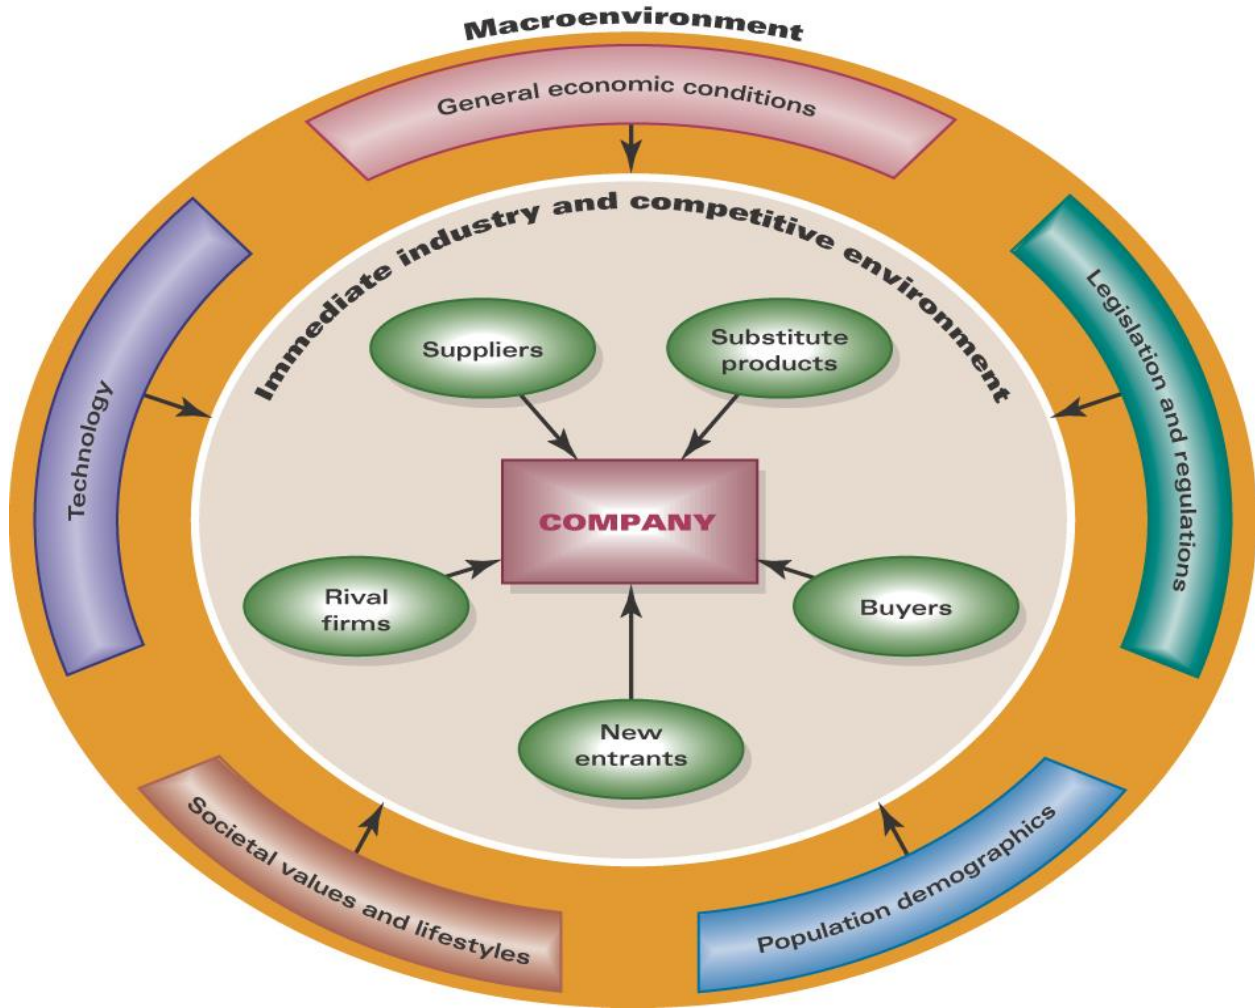 Macroenvironment
General economic conditions
Immediate industry and competitive environment
Technology
Legislation and regulations
Suppliers
Substitute
products
COMPANY
Rival
firms
Buyers
New
entrants
Societal values and lifestyles
Population demographics